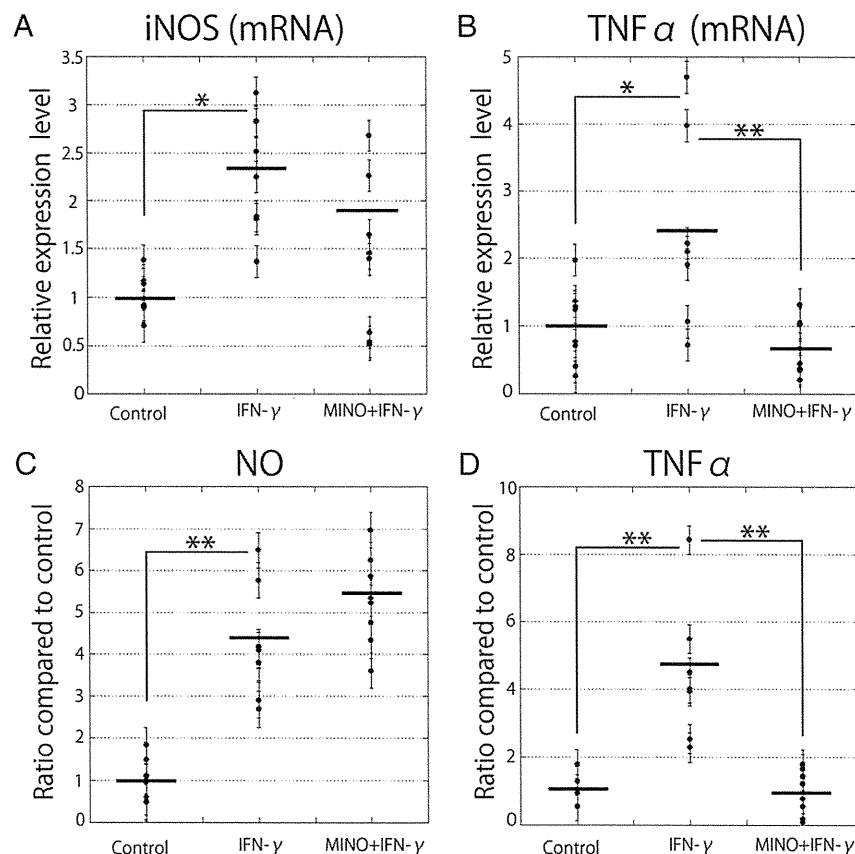 A
iNOS (mRNA)
Relative expression level
3.5
3
2.5
2
1.5
1
0.5
0
*
Control
IFN-γ
MINO+IFN-γ
B
TNF α (mRNA)
Relative expression level
5
4
3
2
1
0
*
**
Control
IFN-γ
MINO+IFN-γ
C
NO
Ratio compared to control
8
7
6
5
4
3
2
1
0
**
Control
IFN-γ
MINO+IFN-γ
D
TNF α
Ratio compared to control
10
8
6
4
2
0
**
**
Control
IFN-γ
MINO+IFN-γ